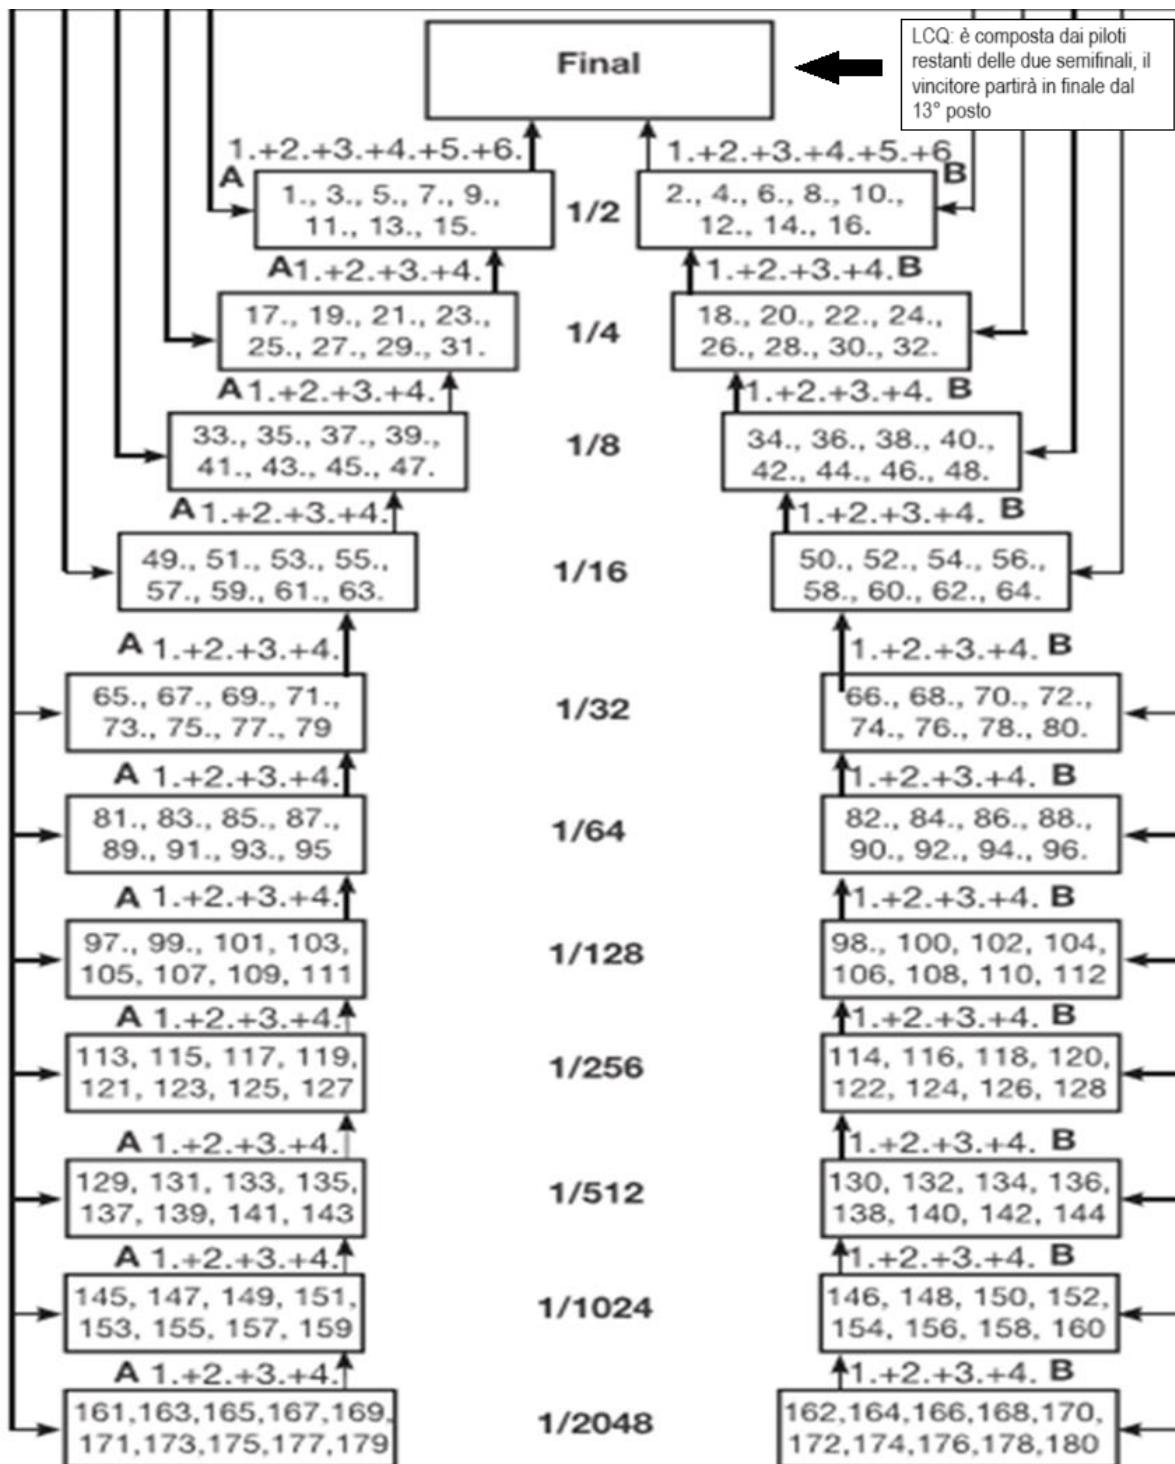 Final
LCQ: è composta dai piloti
restanti delle due semifinali, il
vincitore partirà in finale dal
13° posto
1.+2.+3.+4.+5.+6.
1.+2.+3.+4.+5.+6
A
B
1., 3., 5., 7., 9.,
11., 13., 15.
1/2
2., 4., 6., 8., 10.,
12., 14., 16.
A 1.+2.+3.+4.
1.+2.+3.+4. B
17., 19., 21., 23.,
25., 27., 29., 31.
1/4
18., 20., 22., 24.,
26., 28., 30., 32.
A 1.+2.+3.+4.
1.+2.+3.+4. B
33., 35., 37., 39.,
41., 43., 45., 47.
1/8
34., 36., 38., 40.,
42., 44., 46., 48.
A 1.+2.+3.+4.
1.+2.+3.+4. B
49., 51., 53., 55.,
57., 59., 61., 63.
1/16
50., 52., 54., 56.,
58., 60., 62., 64.
A 1.+2.+3.+4.
1.+2.+3.+4. B
65., 67., 69., 71.,
73., 75., 77., 79
1/32
66., 68., 70., 72.,
74., 76., 78., 80.
A 1.+2.+3.+4.
1.+2.+3.+4. B
81., 83., 85., 87.,
89., 91., 93., 95
1/64
82., 84., 86., 88.,
90., 92., 94., 96.
A 1.+2.+3.+4.
1.+2.+3.+4. B
97., 99., 101, 103,
105, 107, 109, 111
1/128
98., 100, 102, 104,
106, 108, 110, 112
A 1.+2.+3.+4.
1.+2.+3.+4. B
113, 115, 117, 119,
121, 123, 125, 127
1/256
114, 116, 118, 120,
122, 124, 126, 128
A 1.+2.+3.+4.
1.+2.+3.+4. B
129, 131, 133, 135,
137, 139, 141, 143
1/512
130, 132, 134, 136,
138, 140, 142, 144
A 1.+2.+3.+4.
1.+2.+3.+4. B
145, 147, 149, 151,
153, 155, 157, 159
1/1024
146, 148, 150, 152,
154, 156, 158, 160
A 1.+2.+3.+4.
1.+2.+3.+4. B
161,163,165,167,169,
171,173,175,177,179
1/2048
162,164,166,168,170,
172,174,176,178,180